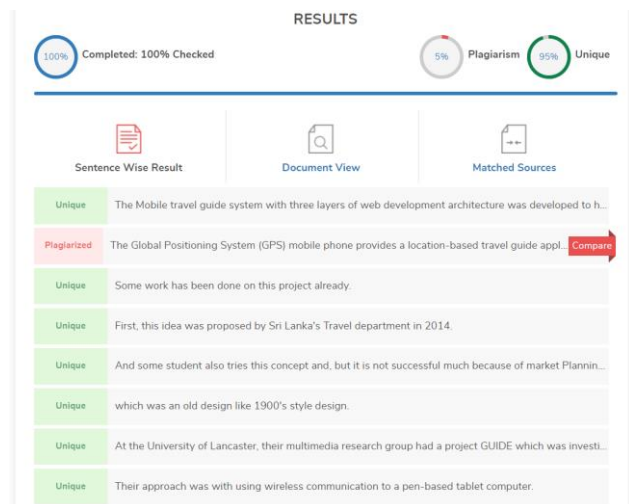 RESULTS
100% Completed: 100% Checked 5% Plagiarism 95% Unique
Sentence Wise Result Document View Matched Sources
Unique The Mobile travel guide system with three layers of web development architecture was developed to h...
Plagiarized The Global Positioning System (GPS) mobile phone provides a location-based travel guide appl... Compare
Unique Some work has been done on this project already.
Unique First, this idea was proposed by Sri Lanka's Travel department in 2014.
Unique And some student also tries this concept and, but it is not successful much because of market Plannin...
Unique which was an old design like 1900's style design.
Unique At the University of Lancaster, their multimedia research group had a project GUIDE which was investi...
Unique Their approach was with using wireless communication to a pen-based tablet computer.